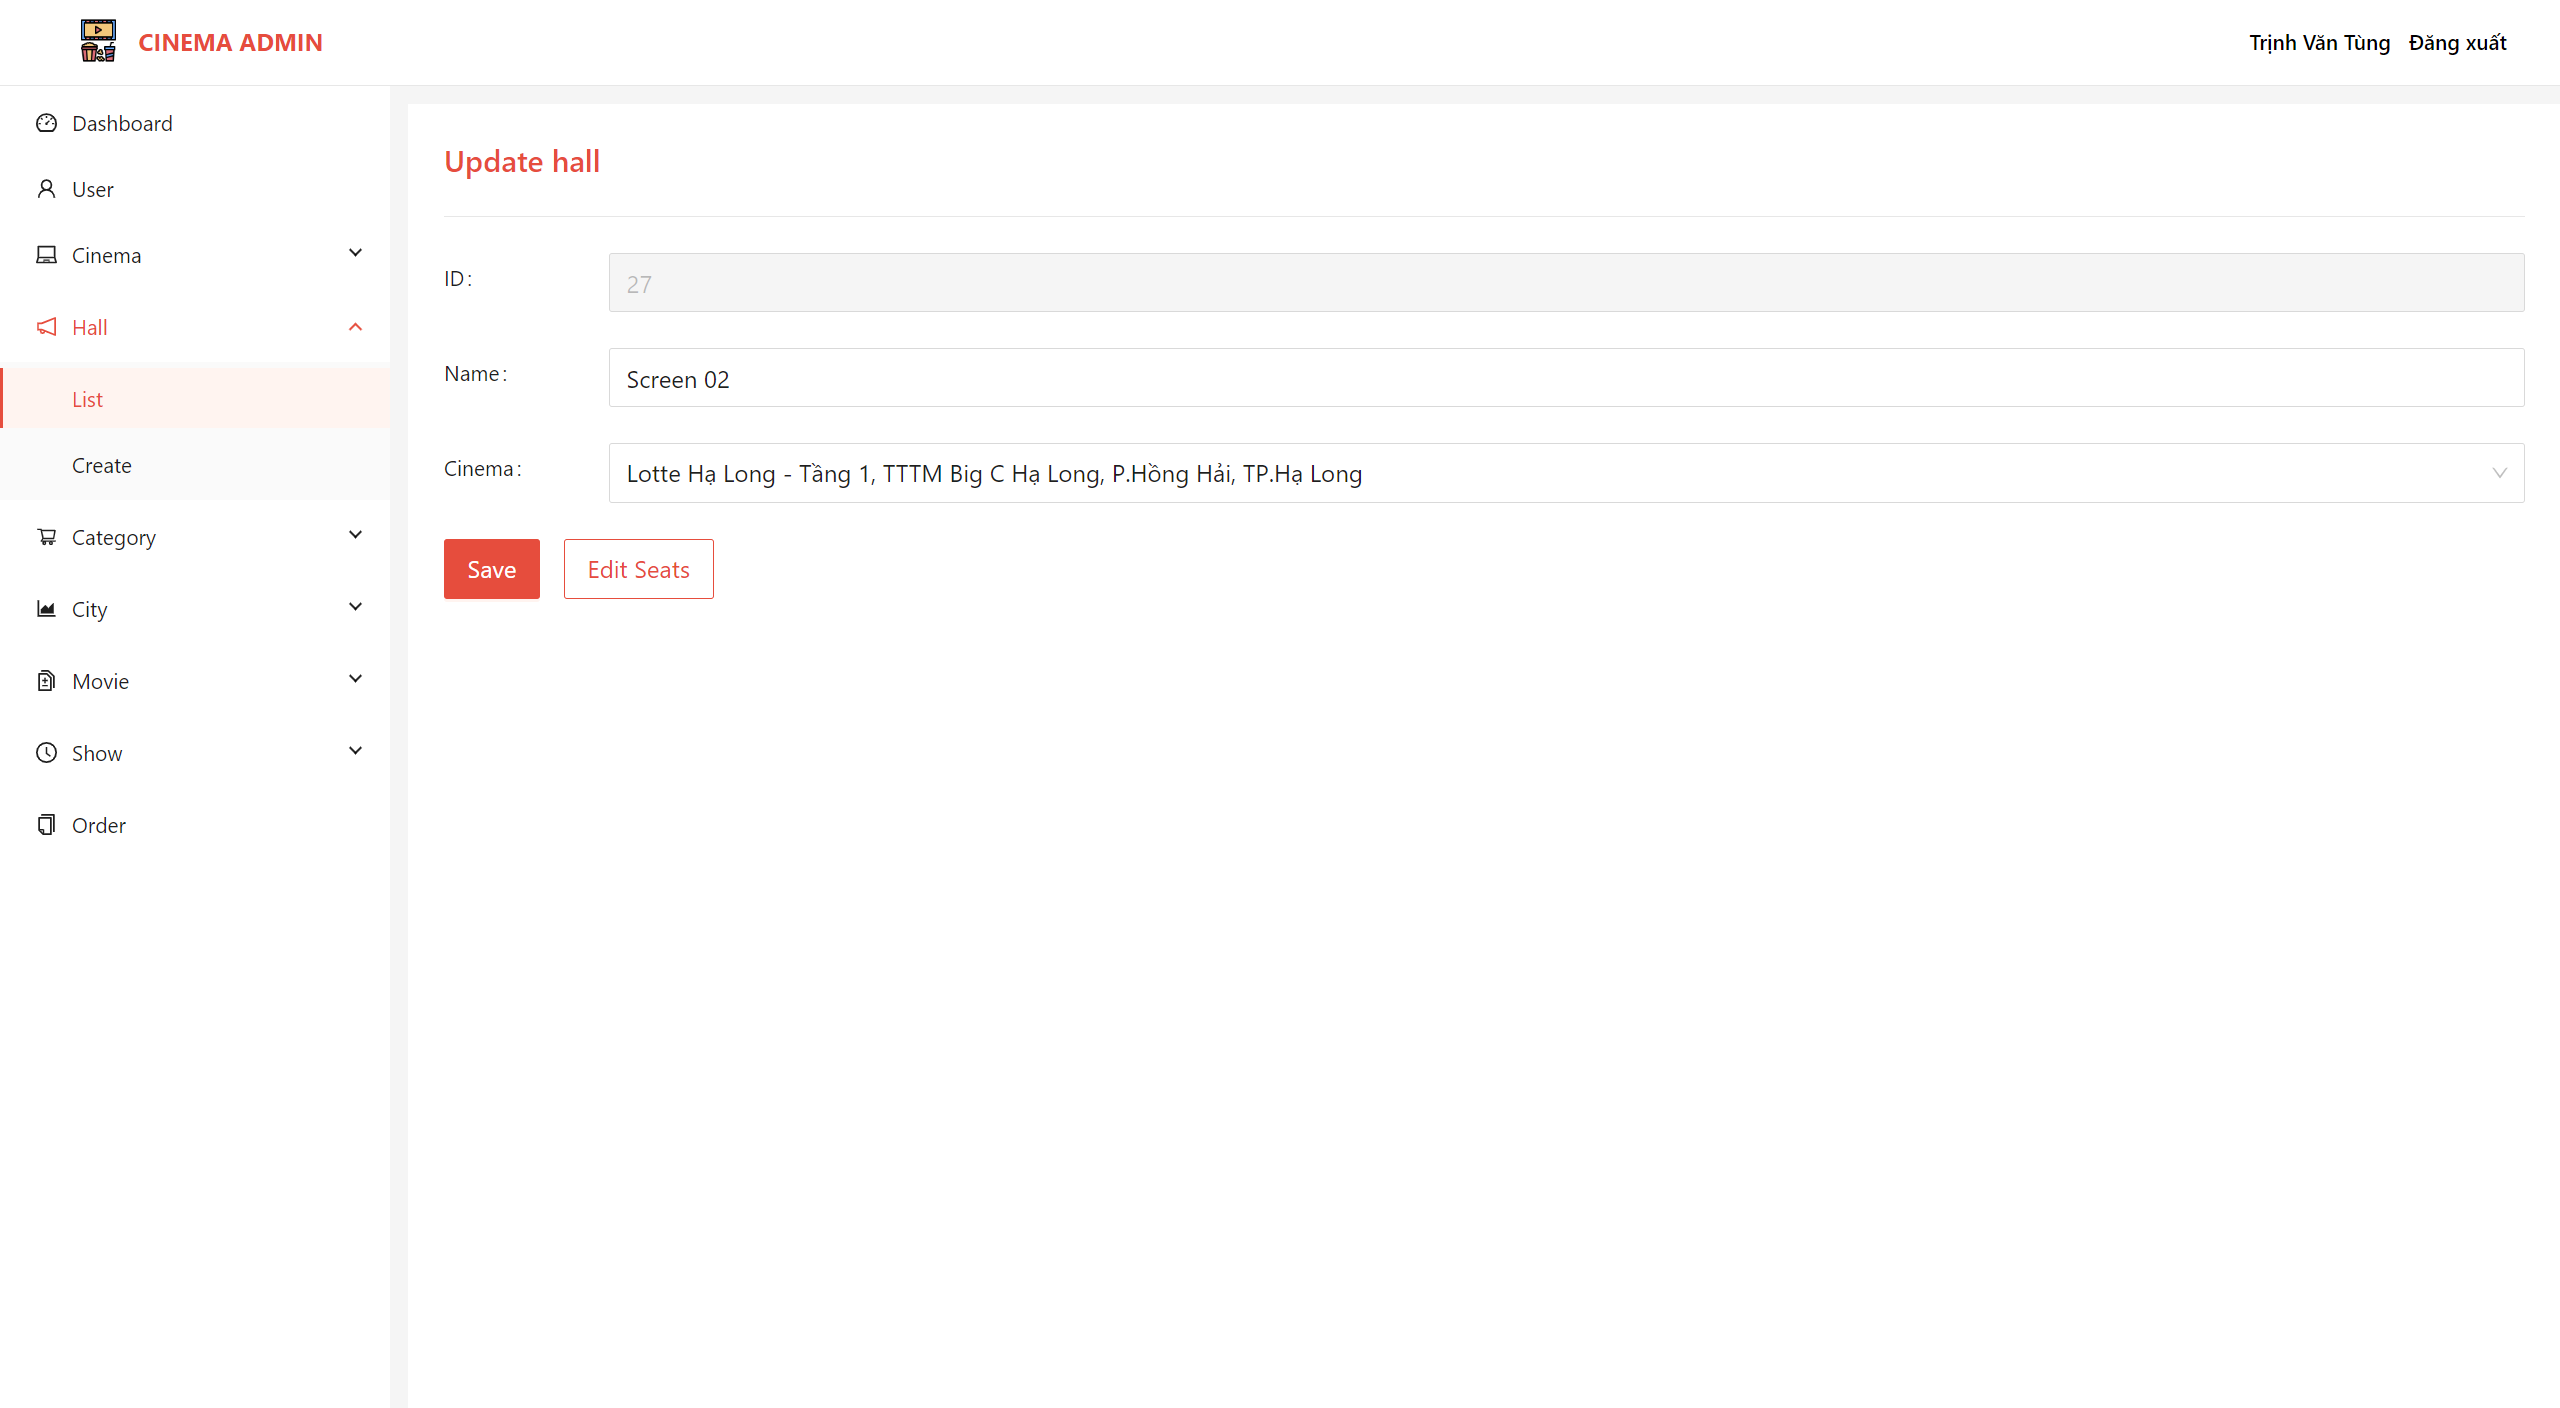 CINEMA ADMIN
Trịnh Văn Tùng Đăng xuất
Dashboard
User
Cinema
Hall
List
Create
Category
City
Movie
Show
Order
Update hall
ID:
27
Name:
Screen 02
Cinema:
Lotte Hạ Long - Tầng 1, TTTM Big C Hạ Long, P.Hồng Hải, TP.Hạ Long
Save
Edit Seats